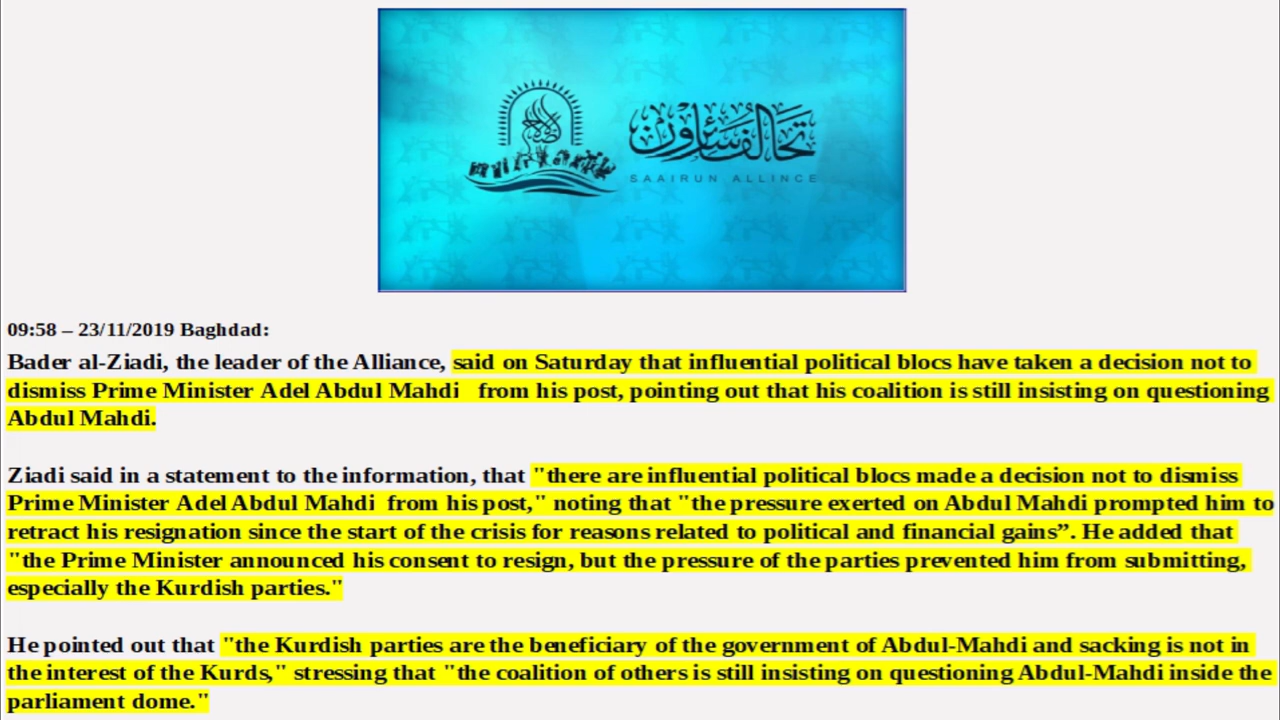 تحالف سائرون
SAAIRUN ALLINCE
09:58 – 23/11/2019 Baghdad:
Bader al-Ziadi, the leader of the Alliance, said on Saturday that influential political blocs have taken a decision not to
dismiss Prime Minister Adel Abdul Mahdi from his post, pointing out that his coalition is still insisting on questioning
Abdul Mahdi.
Ziadi said in a statement to the information, that "there are influential political blocs made a decision not to dismiss
Prime Minister Adel Abdul Mahdi from his post," noting that "the pressure exerted on Abdul Mahdi prompted him to
retract his resignation since the start of the crisis for reasons related to political and financial gains”. He added that
"the Prime Minister announced his consent to resign, but the pressure of the parties prevented him from submitting,
especially the Kurdish parties."
He pointed out that "the Kurdish parties are the beneficiary of the government of Abdul-Mahdi and sacking is not in
the interest of the Kurds," stressing that "the coalition of others is still insisting on questioning Abdul-Mahdi inside the
parliament dome."